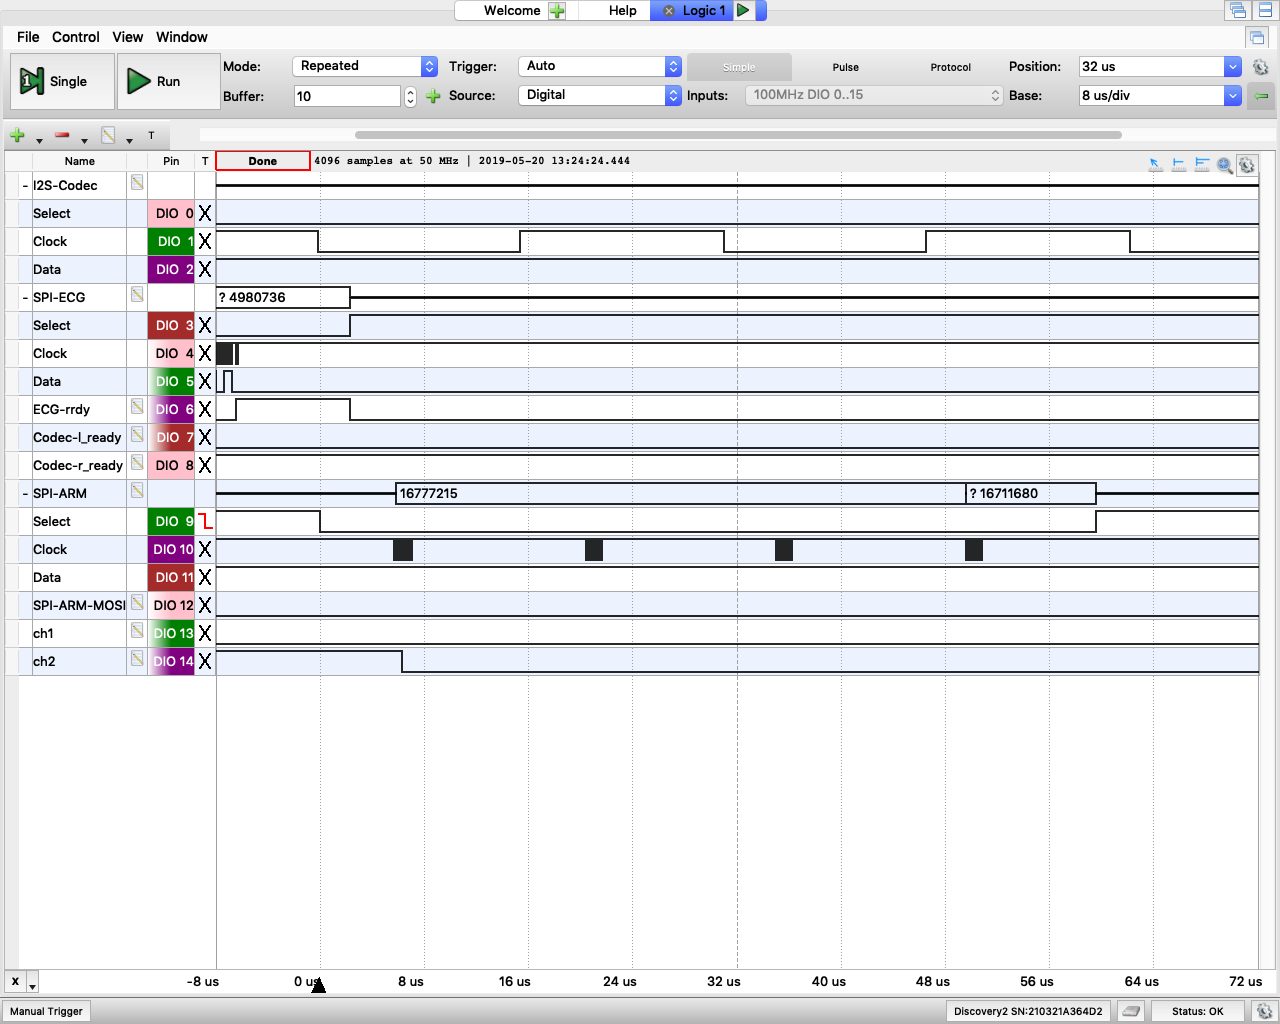 Welcome Help Logic 1
File Control View Window
Single Run Mode: Repeated Trigger: Auto Simple Pulse Protocol Position: 32 us
Buffer: 10 Source: Digital Inputs: 100MHz DIO 0..15 Base: 8 us/div
T
Name Pin T Done 4096 samples at 50 MHz | 2019-05-20 13:24:24.444
- I2S-Codec
Select DIO 0 X
Clock DIO 1 X
Data DIO 2 X
- SPI-ECG ? 4980736
Select DIO 3 X
Clock DIO 4 X
Data DIO 5 X
ECG-rrdy DIO 6 X
Codec-l_ready DIO 7 X
Codec-r_ready DIO 8 X
- SPI-ARM 16777215 ? 16711680
Select DIO 9
Clock DIO 10 X
Data DIO 11 X
SPI-ARM-MOSI DIO 12 X
ch1 DIO 13 X
ch2 DIO 14 X
X -8 us 0 us 8 us 16 us 24 us 32 us 40 us 48 us 56 us 64 us 72 us
Manual Trigger Discovery2 SN:210321A364D2 Status: OK